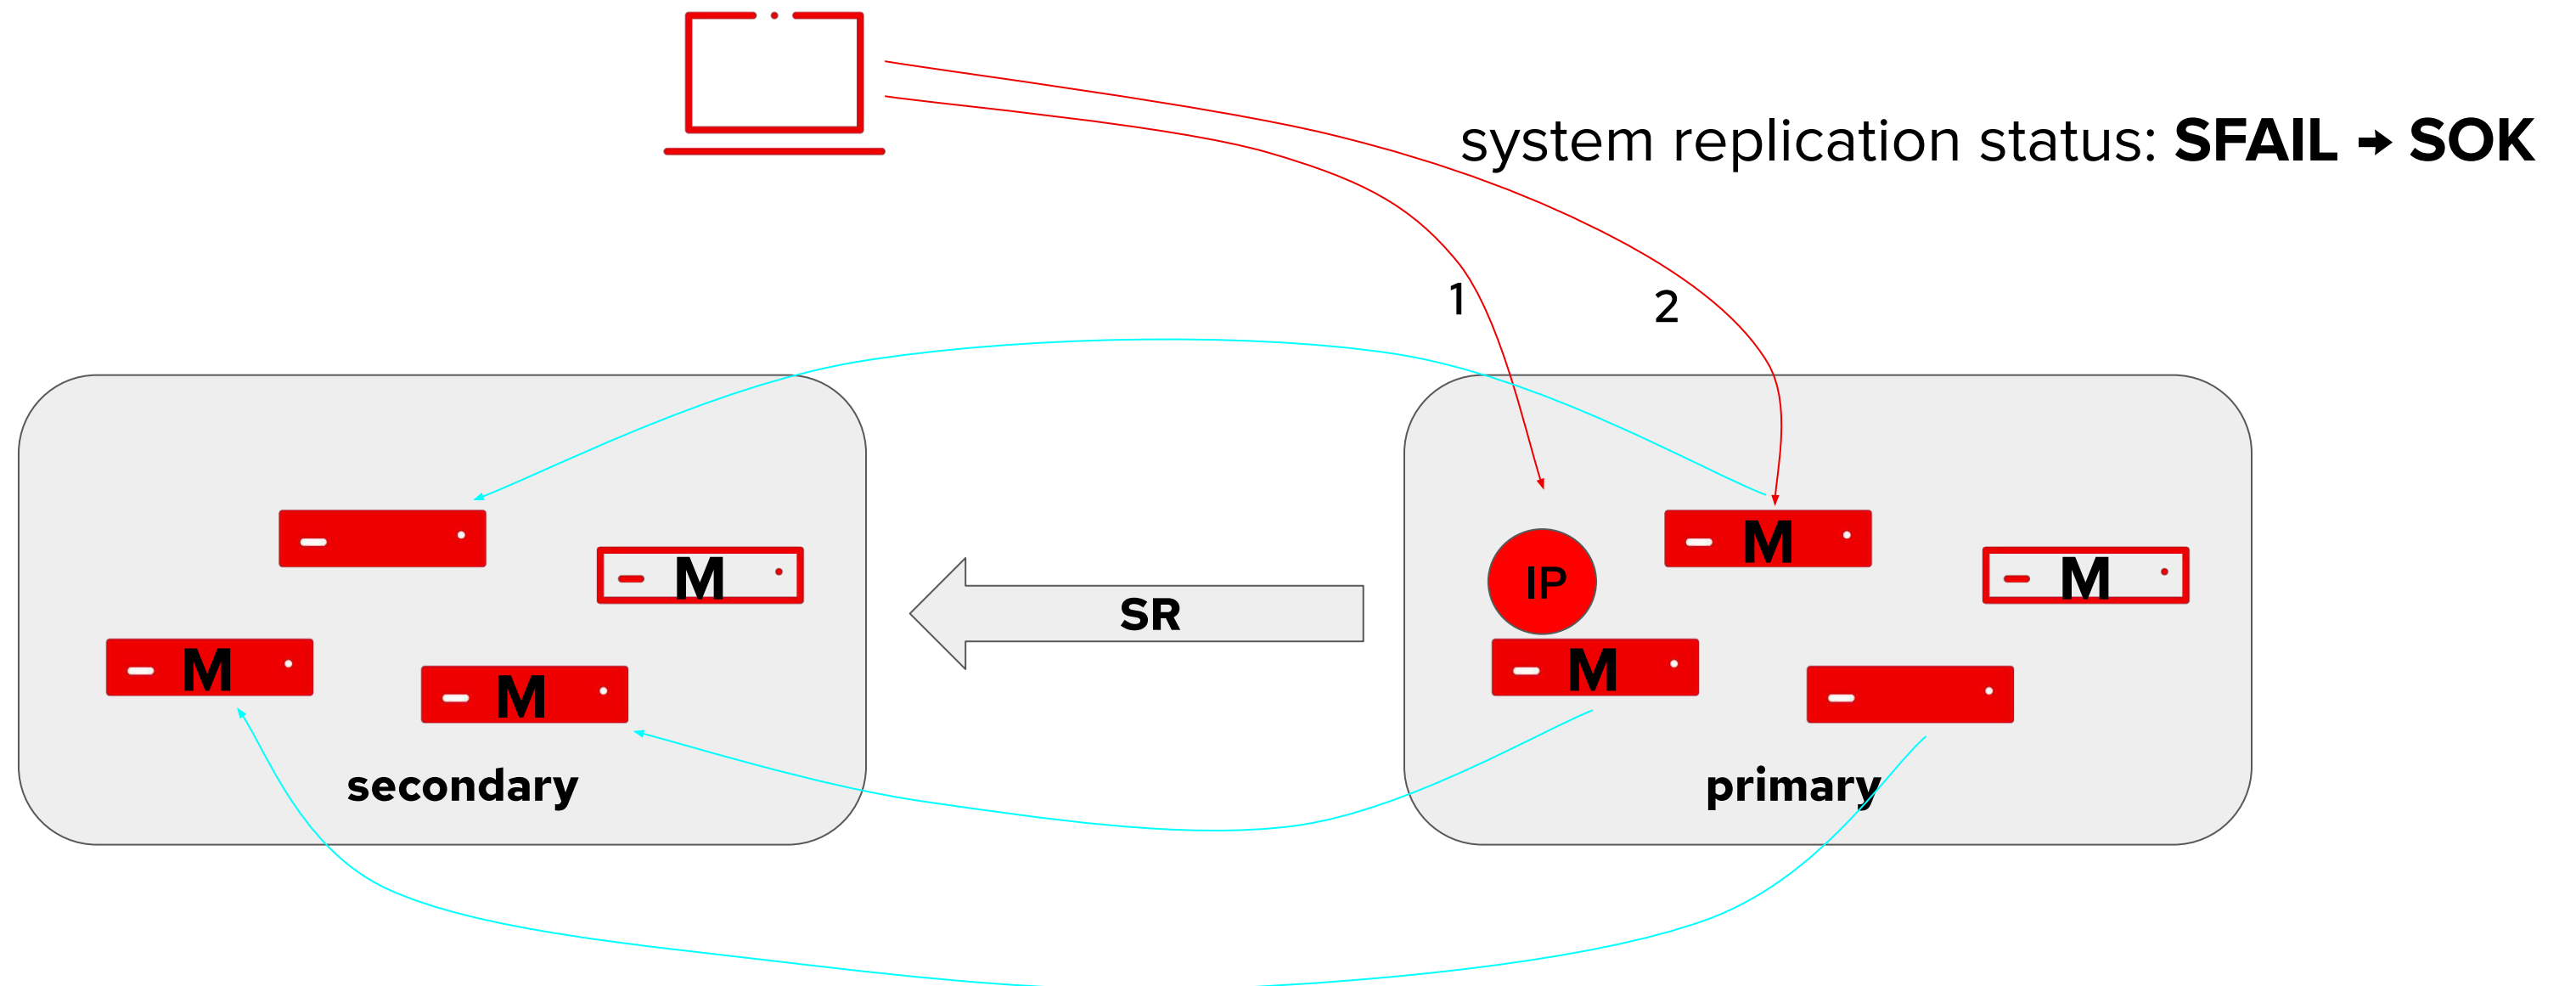 system replication status: SFAIL → SOK
1
2
M
M
M
M
M
M
IP
SR
secondary
primary